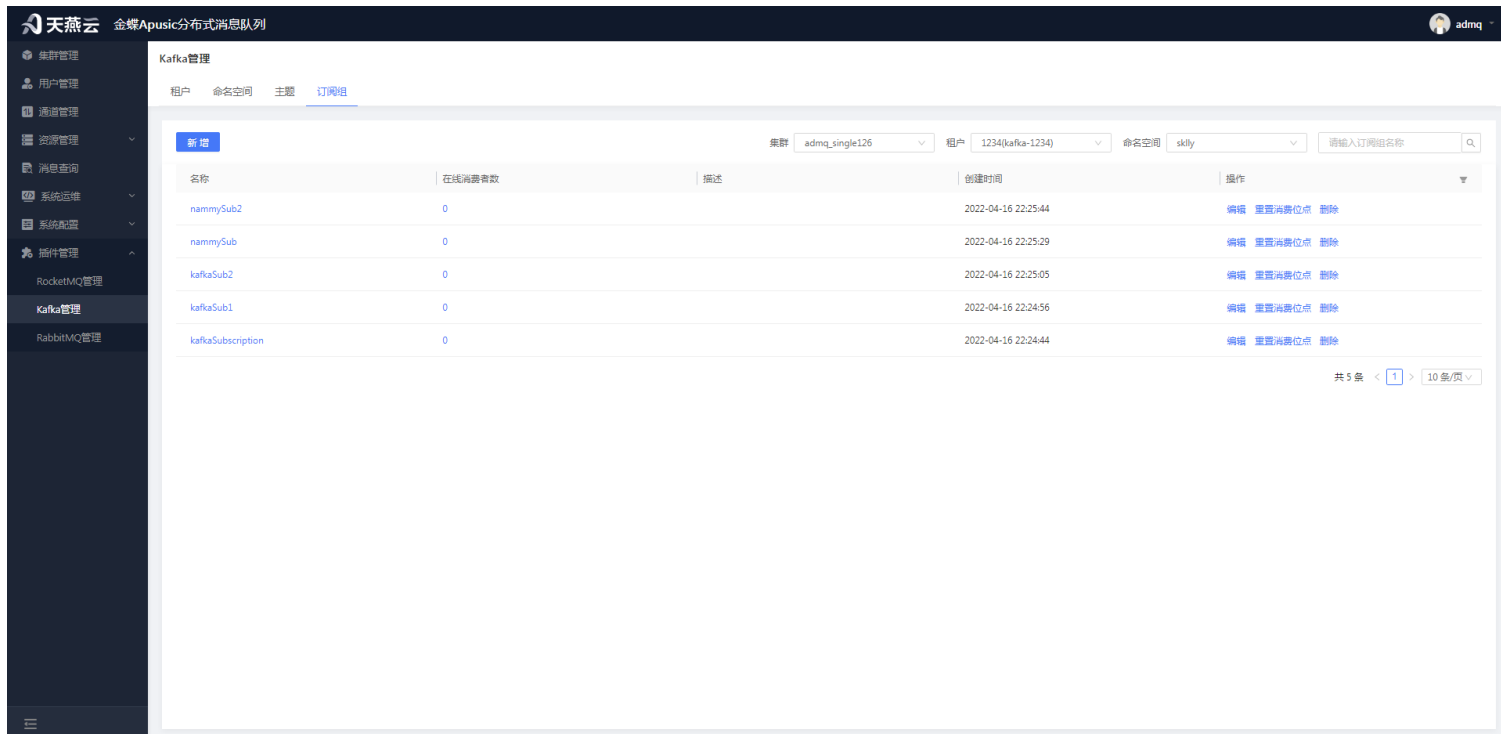 天燕云 金蝶Apusic分布式消息队列 admq
集群管理
用户管理
通道管理
资源管理
消息查询
系统运维
系统配置
插件管理
RocketMQ管理
Kafka管理
RabbitMQ管理
Kafka管理
租户 命名空间 主题 订阅组
新增 集群 admq_single126 租户 1234(kafka-1234) 命名空间 sklly 请输入订阅组名称
名称 在线消费者数 描述 创建时间 操作
nammySub2 0 2022-04-16 22:25:44 编辑 重置消费位点 删除
nammySub 0 2022-04-16 22:25:29 编辑 重置消费位点 删除
kafkaSub2 0 2022-04-16 22:25:05 编辑 重置消费位点 删除
kafkaSub1 0 2022-04-16 22:24:56 编辑 重置消费位点 删除
kafkaSubscription 0 2022-04-16 22:24:44 编辑 重置消费位点 删除
共 5 条 < 1 > 10 条/页